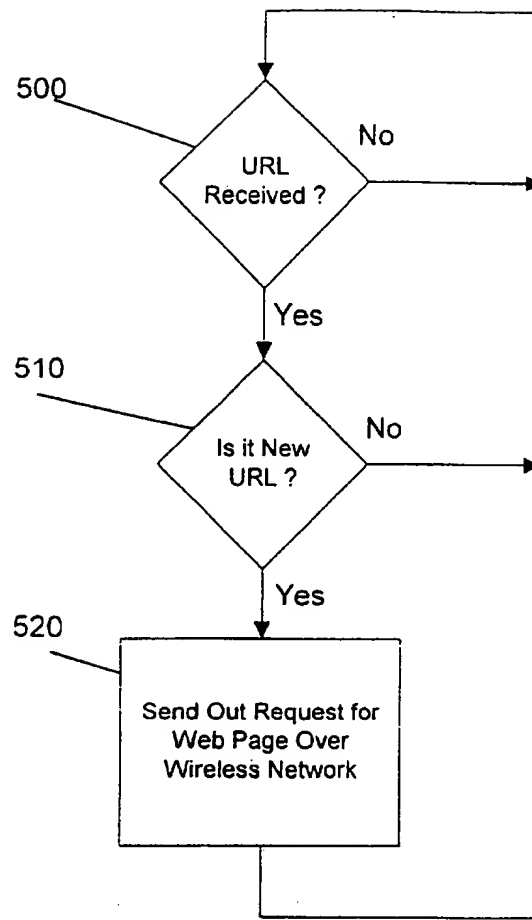 500
URL
Received ?
No
Yes
510
Is it New
URL ?
No
Yes
520
Send Out Request for
Web Page Over
Wireless Network